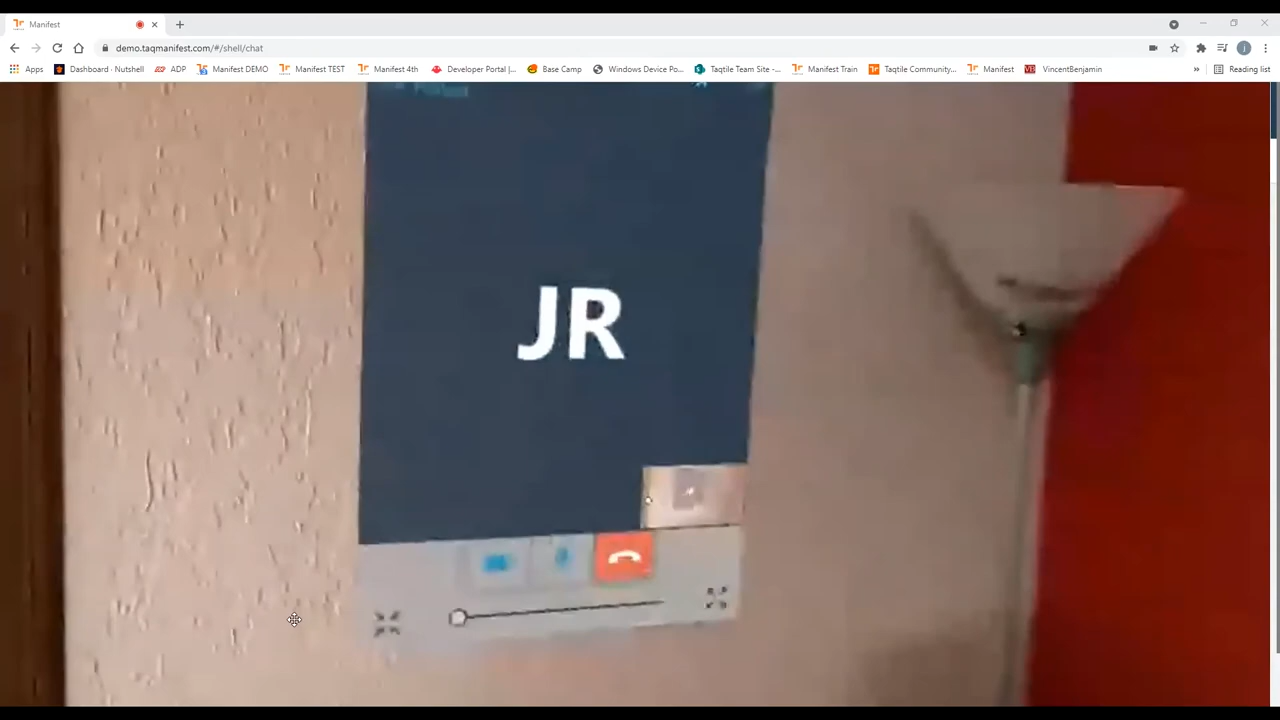 Manifest
demo.taqmanifest.com/#/shell/chat
Apps
Dashboard - Nutshell
ADP
Manifest DEMO
Manifest TEST
Manifest 4th
Developer Portal |...
Base Camp
Windows Device Po...
Taqtile Team Site -...
Manifest Train
Taqtile Community...
Manifest
VincentBenjamin
»
Reading list
JR